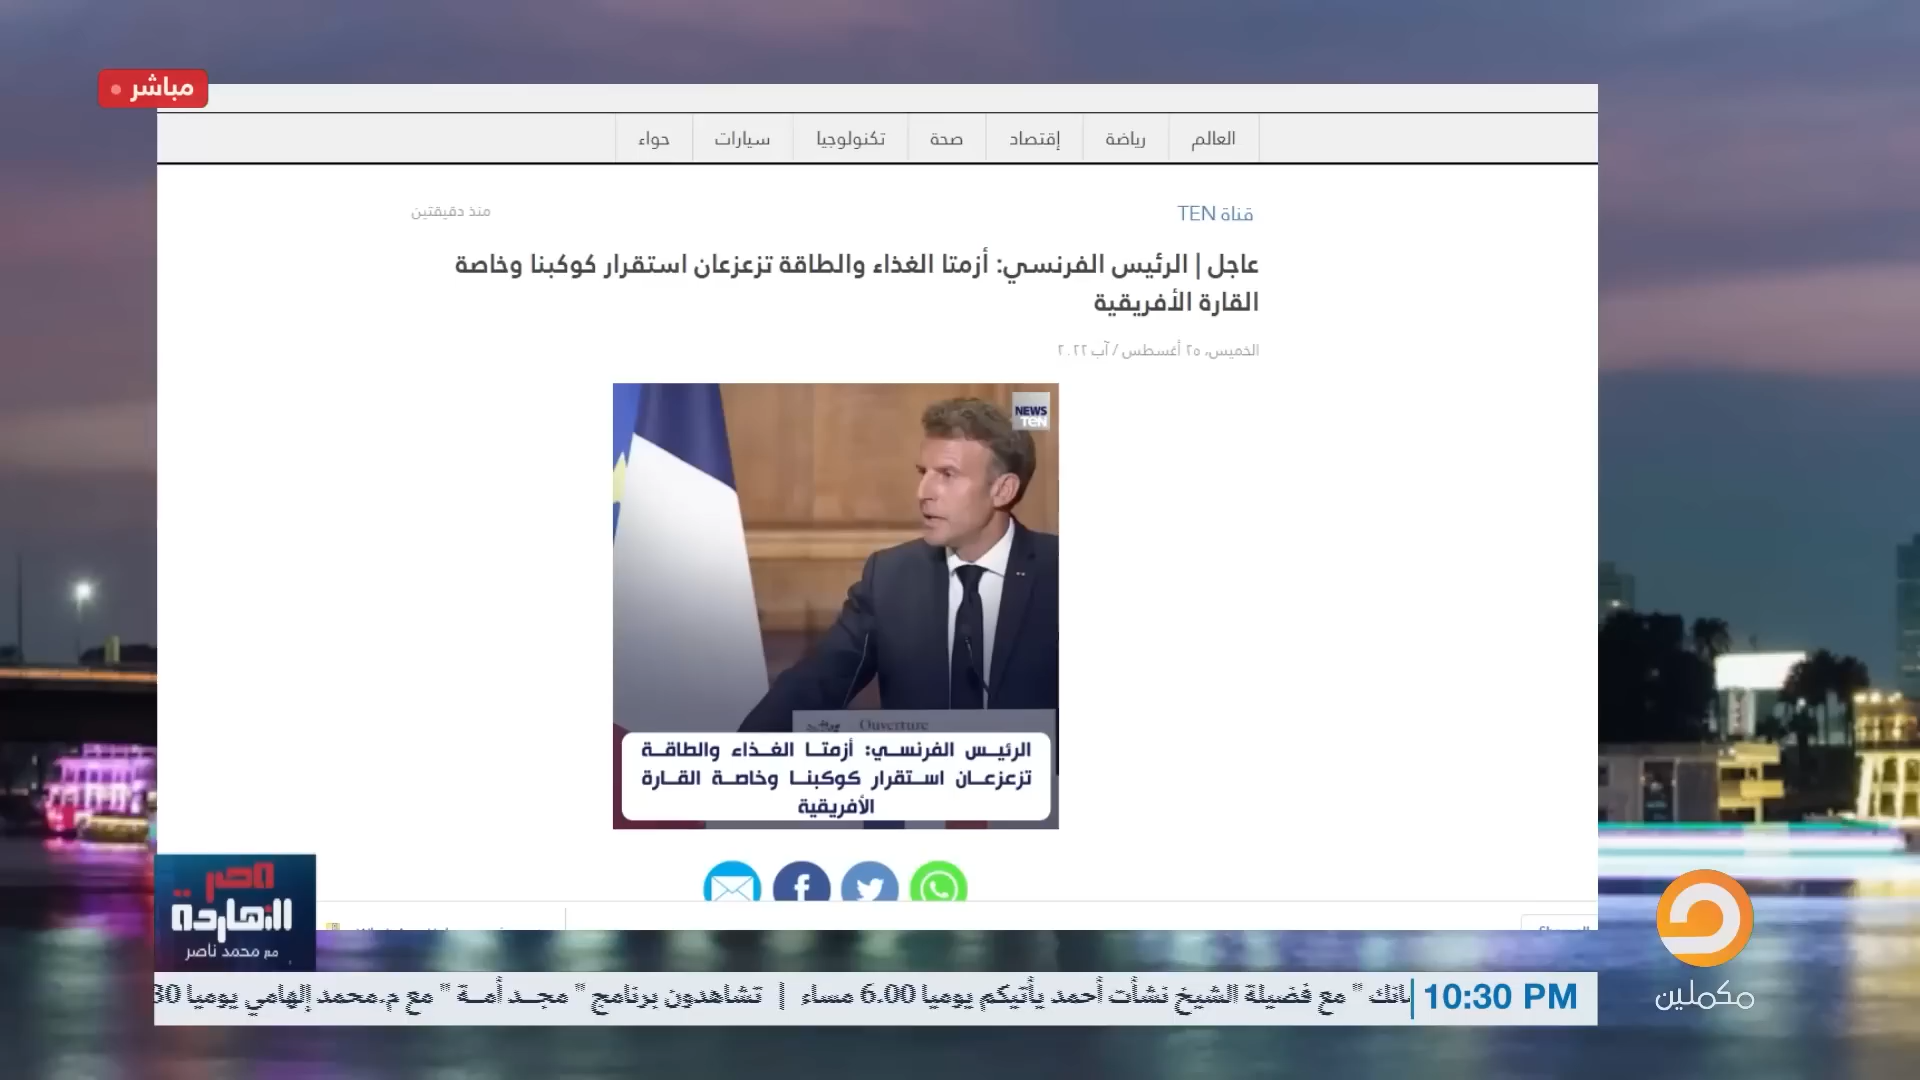 مباشر
العالم
رياضة
إقتصاد
صحة
تكنولوجيا
سيارات
حواء
قناة TEN
منذ دقيقتين
عاجل | الرئيس الفرنسي: أزمتا الغذاء والطاقة تزعزعان استقرار كوكبنا وخاصة
القارة الأفريقية
الخميس، ٢٥ أغسطس / آب ٢٠٢٢
NEWS
TeN
Ouverture
الرئيس الفرنسي: أزمتا الغذاء والطاقة
تزعزعان استقرار كوكبنا وخاصة القارة
الأفريقية
مصر
النهاردة
مع محمد ناصر
مكملين
انك " مع فضيلة الشيخ نشأت أحمد يأتيكم يوميا 6.00 مساء | تشاهدون برنامج " مجد أمة " مع م.محمد إلهامي يوميا 30
10:30 PM